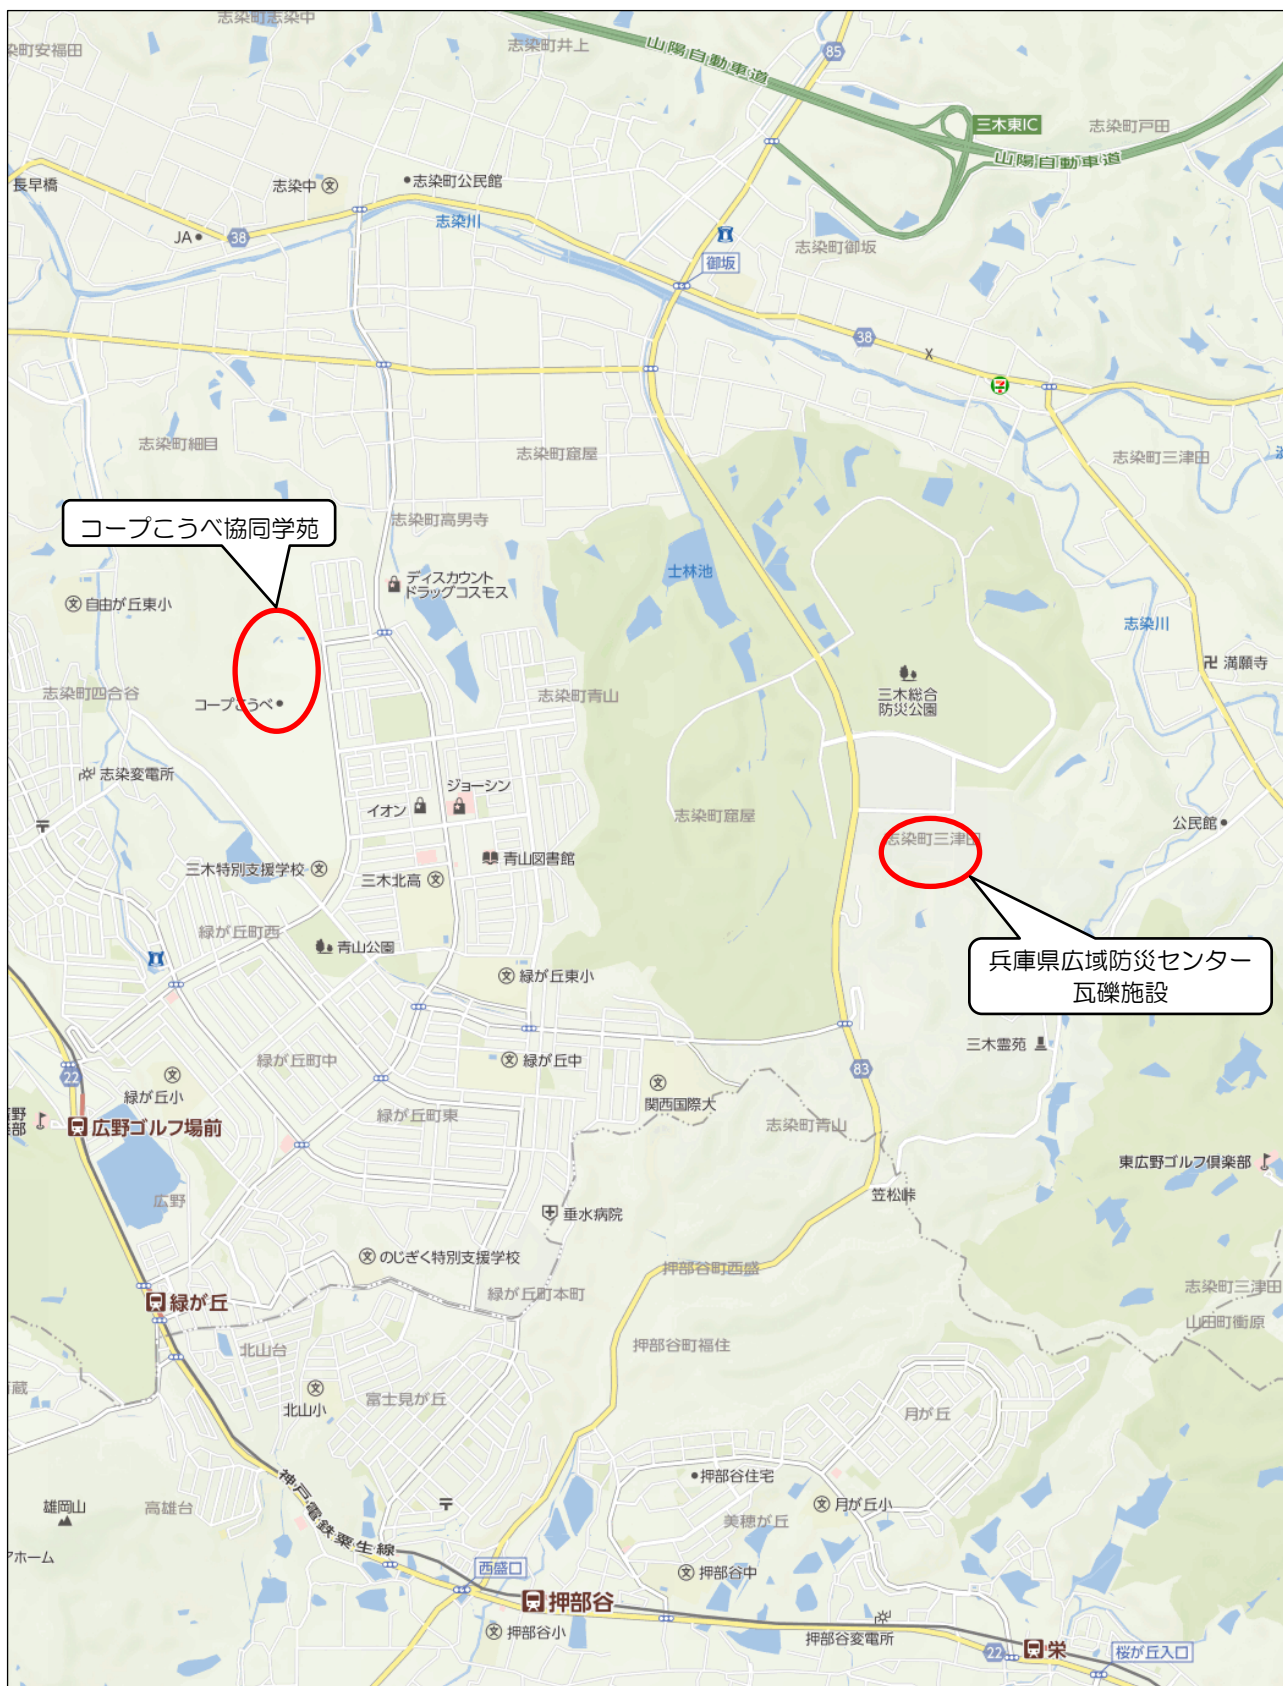 志染町志染中
染町安福田
志染町井上
山陽自動車道
85
三木東IC
志染町戸田
山陽自動車道
長早橋
志染中
志染町公民館
志染川
JA
38
御坂
志染町御坂
38
X
志染町細目
志染町窟屋
志染町三津田
コープこうべ協同学苑
志染町高男寺
ディスカウント
ドラッグコスモス
士林池
自由が丘東小
志染川
満願寺
志染町四合谷
コープこうべ
志染町青山
三木総合
防災公園
志染変電所
イオン
ジョーシン
志染町窟屋
志染町三津田
公民館
三木特別支援学校
三木北高
青山図書館
緑が丘町西
青山公園
緑が丘東小
兵庫県広域防災センター
瓦礫施設
緑が丘町中
緑が丘中
三木霊苑
22
緑が丘小
83
関西国際大
緑が丘町東
志染町青山
広野ゴルフ場前
東広野ゴルフ倶楽部
広野
笠松峠
垂水病院
のじぎく特別支援学校
押部谷町西盛
緑が丘町本町
志染町三津田
緑が丘
山田町衝原
北山台
押部谷町福住
北山小
富士見が丘
月が丘
神戸電鉄粟生線
押部谷住宅
雄岡山
高雄台
月が丘小
美穂が丘
アホーム
西盛口
押部谷中
押部谷
押部谷小
押部谷変電所
22
栄
桜が丘入口